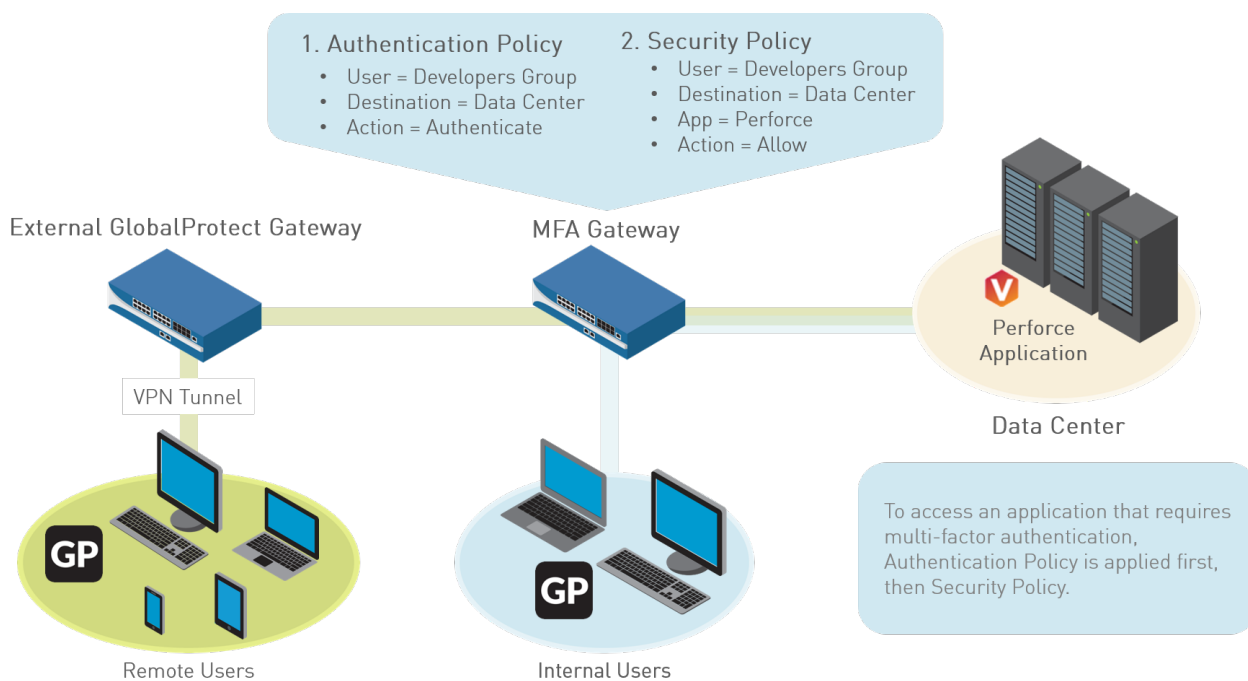 1. Authentication Policy
• User = Developers Group
• Destination = Data Center
• Action = Authenticate
2. Security Policy
• User = Developers Group
• Destination = Data Center
• App = Perforce
• Action = Allow
External GlobalProtect Gateway
MFA Gateway
VPN Tunnel
Perforce
Application
Data Center
GP
Remote Users
GP
Internal Users
To access an application that requires
multi-factor authentication,
Authentication Policy is applied first,
then Security Policy.
V